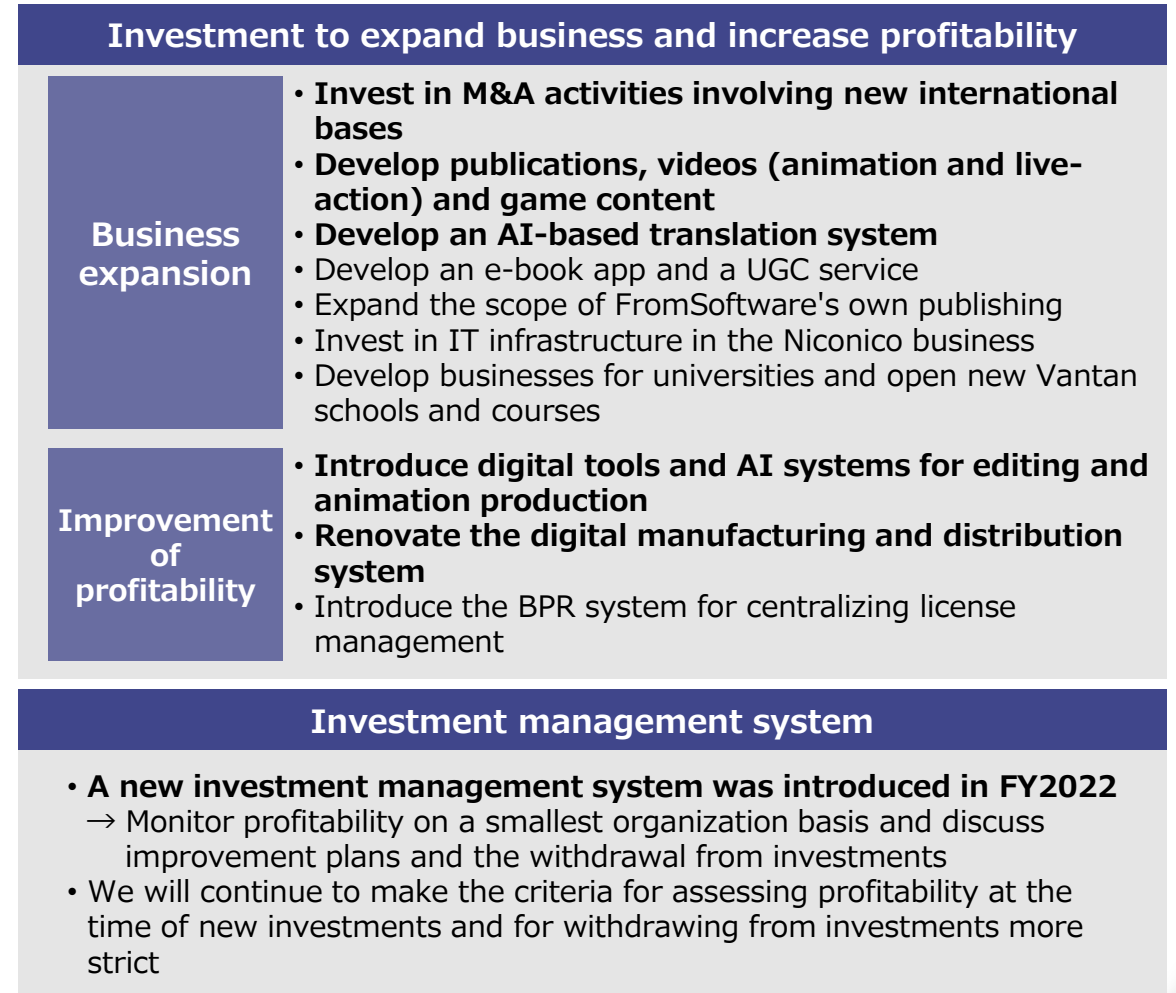 Investment to expand business and increase profitability
Business
expansion
• Invest in M&A activities involving new international
bases
• Develop publications, videos (animation and live-
action) and game content
• Develop an AI-based translation system
• Develop an e-book app and a UGC service
• Expand the scope of FromSoftware's own publishing
• Invest in IT infrastructure in the Niconico business
• Develop businesses for universities and open new Vantan
schools and courses
Improvement
of
profitability
• Introduce digital tools and AI systems for editing and
animation production
• Renovate the digital manufacturing and distribution
system
• Introduce the BPR system for centralizing license
management
Investment management system
• A new investment management system was introduced in FY2022
→ Monitor profitability on a smallest organization basis and discuss
improvement plans and the withdrawal from investments
• We will continue to make the criteria for assessing profitability at the
time of new investments and for withdrawing from investments more
strict